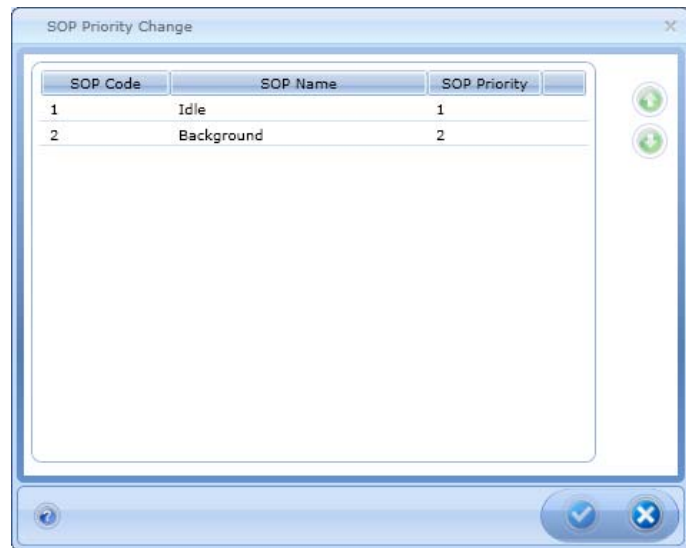 SOP Priority Change
SOP Code SOP Name SOP Priority
1 Idle 1
2 Background 2